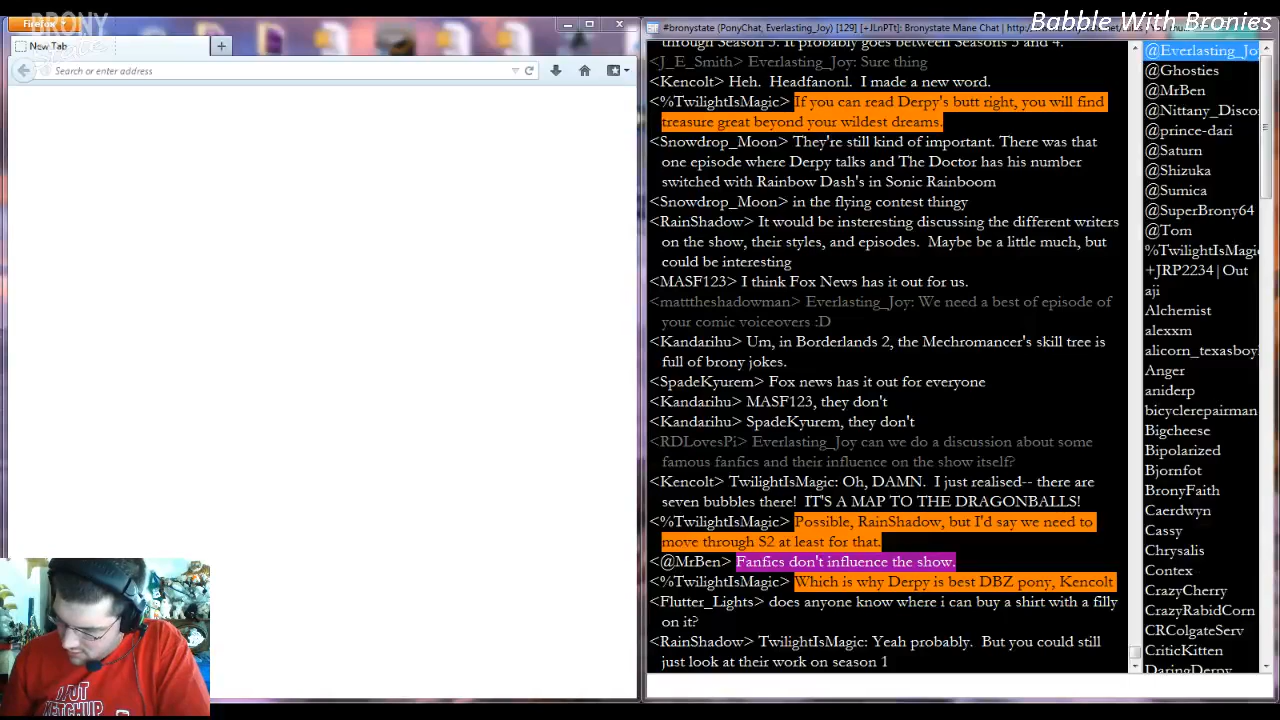 BRONY
Firefox
Babble With Bronies
#bronystate (PonyChat, Everlasting_Joy) [129] [+JLnPTt]: Bronystate Mane Chat | http://
New Tab
Search or enter address
through Season 5. It probably goes between Seasons 3 and 4.
<J_E_Smith> Everlasting_Joy: Sure thing
<Kencolt> Heh.  Headfanonl.  I made a new word.
<%TwilightIsMagic> If you can read Derpy's butt right, you will find
treasure great beyond your wildest dreams.
<Snowdrop_Moon> They're still kind of important. There was that
one episode where Derpy talks and The Doctor has his number
switched with Rainbow Dash's in Sonic Rainboom
<Snowdrop_Moon> in the flying contest thingy
<RainShadow> It would be insteresting discussing the different writers
on the show, their styles, and episodes.  Maybe be a little much, but
could be interesting
<MASF123> I think Fox News has it out for us.
<matttheshadowman> Everlasting_Joy: We need a best of episode of
your comic voiceovers :D
<Kandarihu> Um, in Borderlands 2, the Mechromancer's skill tree is
full of brony jokes.
<SpadeKyurem> Fox news has it out for everyone
<Kandarihu> MASF123, they don't
<Kandarihu> SpadeKyurem, they don't
<RDLovesPi> Everlasting_Joy can we do a discussion about some
famous fanfics and their influence on the show itself?
<Kencolt> TwilightIsMagic: Oh, DAMN.  I just realised-- there are
seven bubbles there!  IT'S A MAP TO THE DRAGONBALLS!
<%TwilightIsMagic> Possible, RainShadow, but I'd say we need to
move through S2 at least for that.
<@MrBen> Fanfics don't influence the show.
<%TwilightIsMagic> Which is why Derpy is best DBZ pony, Kencolt
<Flutter_Lights> does anyone know where i can buy a shirt with a filly
on it?
<RainShadow> TwilightIsMagic: Yeah probably.  But you could still
just look at their work on season 1
@Everlasting_Joy
@Ghosties
@MrBen
@Nittany_Disco
@prince-dari
@Saturn
@Shizuka
@Sumica
@SuperBrony64
@Tom
%TwilightIsMagic
+JRP2234|Out
aji
Alchemist
alexxm
alicorn_texasboyi
Anger
aniderp
bicyclerepairman
Bigcheese
Bipolarized
Bjornfot
BronyFaith
Caerdwyn
Cassy
Chrysalis
Contex
CrazyCherry
CrazyRabidCorn
CRColgateServ
CriticKitten
DaringDerpy